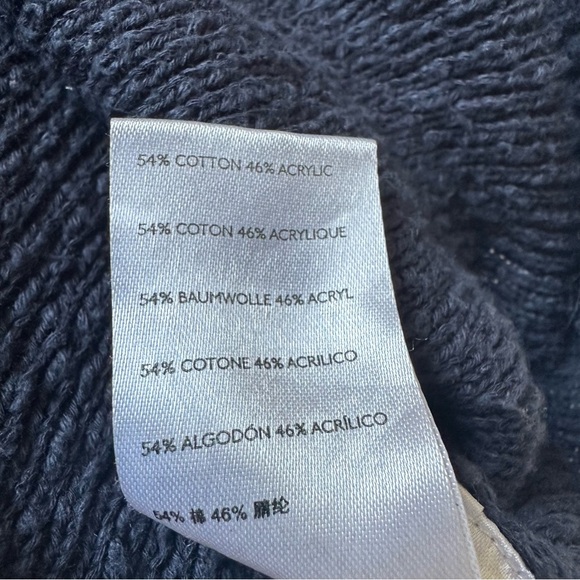 54% COTTON 46% ACRYLIC
54% COTON 46% ACRYLIQUE
54% BAUMWOLLE 46% ACRYL
54% COTONE 46% ACRILICO
54% ALGODÓN 46% ACRÍLICO
54% 棉 46% 腈纶